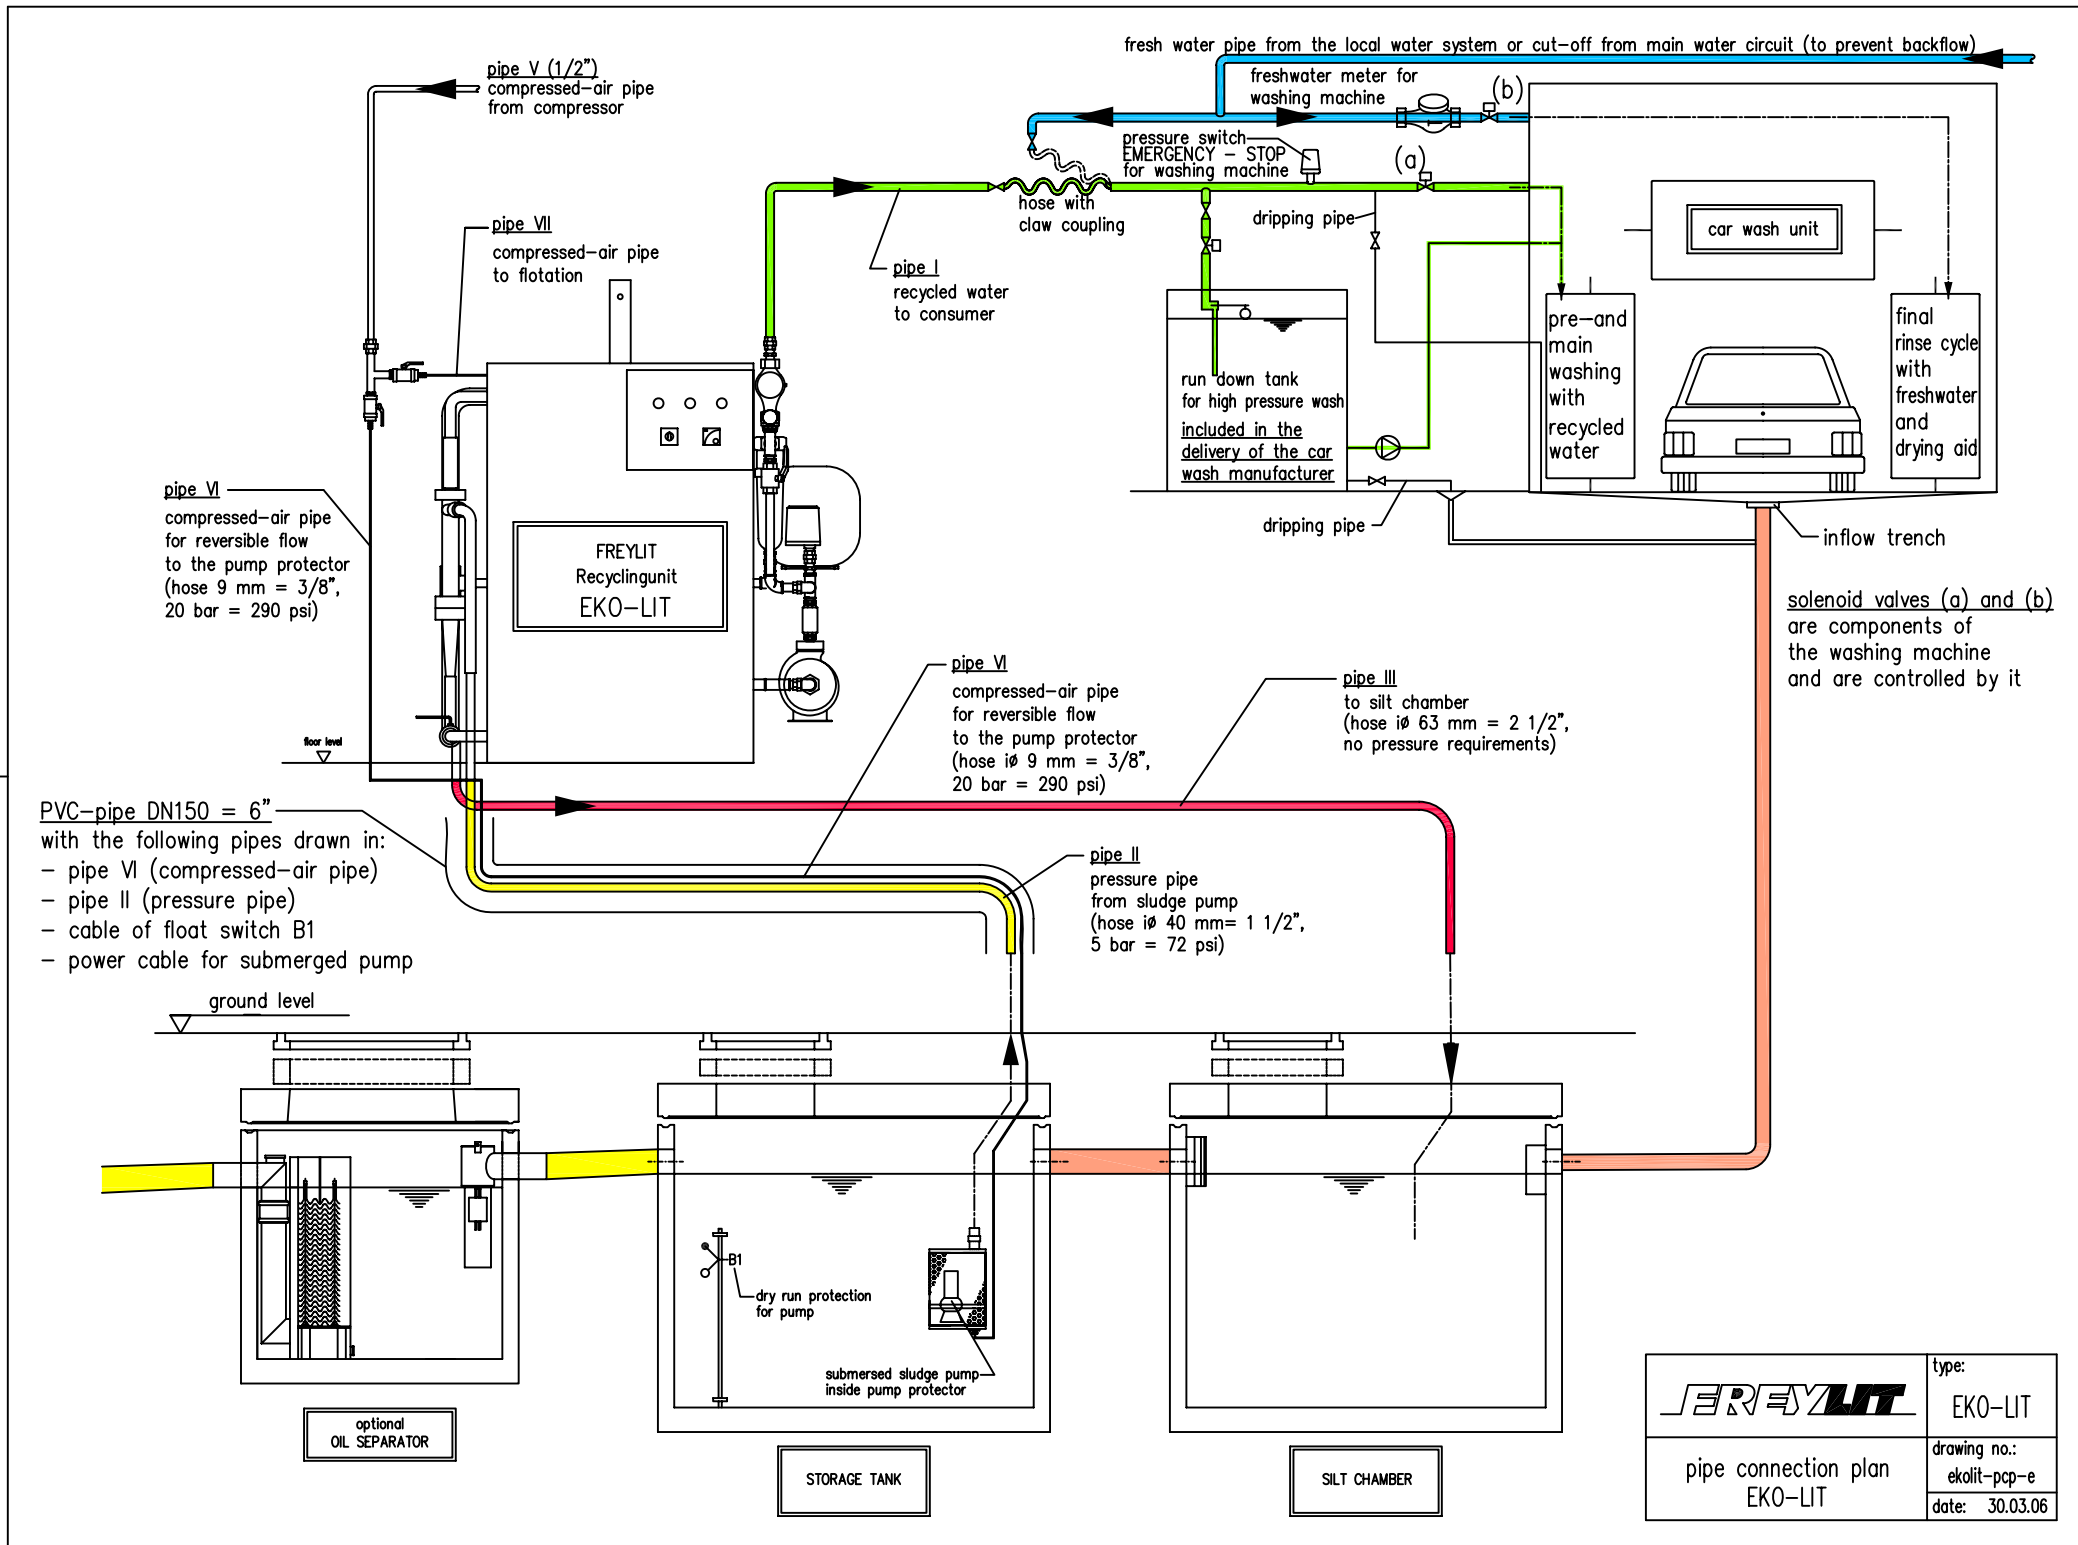 fresh water pipe from the local water system or cut-off from main water circuit (to prevent backflow)
pipe V (1/2")
compressed-air pipe
from compressor
freshwater meter for
washing machine
(b)
pressure switch
EMERGENCY - STOP
for washing machine
(a)
hose with
claw coupling
dripping pipe
car wash unit
pipe VII
compressed-air pipe
to flotation
pipe I
recycled water
to consumer
pre-and
main
washing
with
recycled
water
final
rinse cycle
with
freshwater
and
drying aid
run down tank
for high pressure wash
included in the
delivery of the car
wash manufacturer
dripping pipe
inflow trench
pipe VI
compressed-air pipe
for reversible flow
to the pump protector
(hose 9 mm = 3/8",
20 bar = 290 psi)
FREYLIT
Recyclingunit
EKO-LIT
solenoid valves (a) and (b)
are components of
the washing machine
and are controlled by it
floor level
pipe VI
compressed-air pipe
for reversible flow
to the pump protector
(hose iø 9 mm = 3/8",
20 bar = 290 psi)
pipe III
to silt chamber
(hose iø 63 mm = 2 1/2",
no pressure requirements)
PVC-pipe DN150 = 6"
with the following pipes drawn in:
- pipe VI (compressed-air pipe)
- pipe II (pressure pipe)
- cable of float switch B1
- power cable for submerged pump
pipe II
pressure pipe
from sludge pump
(hose iø 40 mm= 1 1/2",
5 bar = 72 psi)
ground level
B1
dry run protection
for pump
submersed sludge pump
inside pump protector
optional
OIL SEPARATOR
STORAGE TANK
SILT CHAMBER
FREYLIT
type:
EKO-LIT
pipe connection plan
EKO-LIT
drawing no.:
ekolit-pcp-e
date: 30.03.06